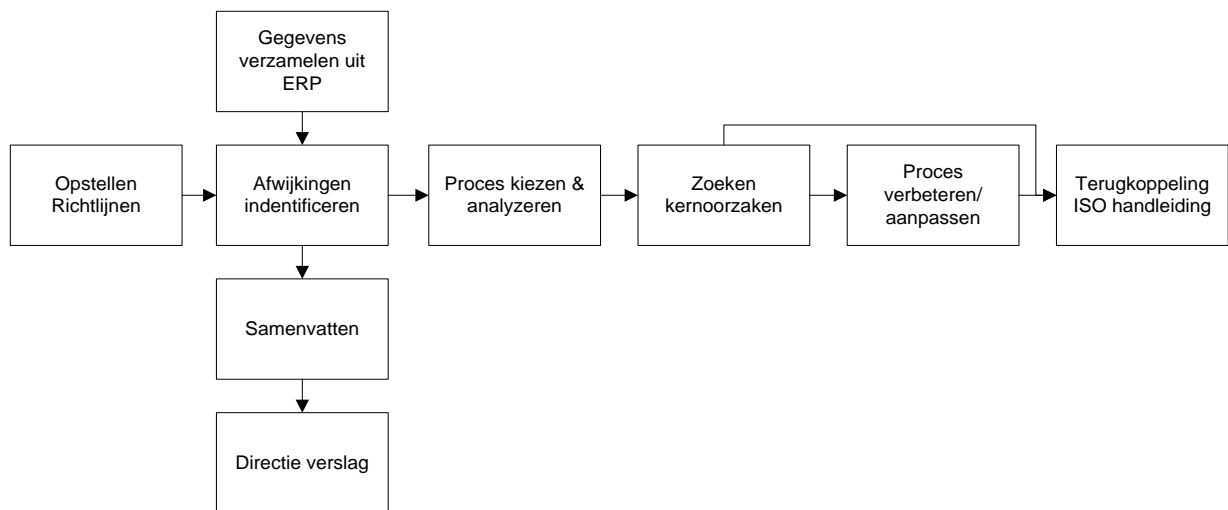 Gegevens
verzamelen uit
ERP
Opstellen
Richtlijnen
Afwijkingen
indentificeren
Proces kiezen &
analyzeren
Zoeken
kernoorzaken
Proces
verbeteren/
aanpassen
Terugkoppeling
ISO handleiding
Samenvatten
Directie verslag